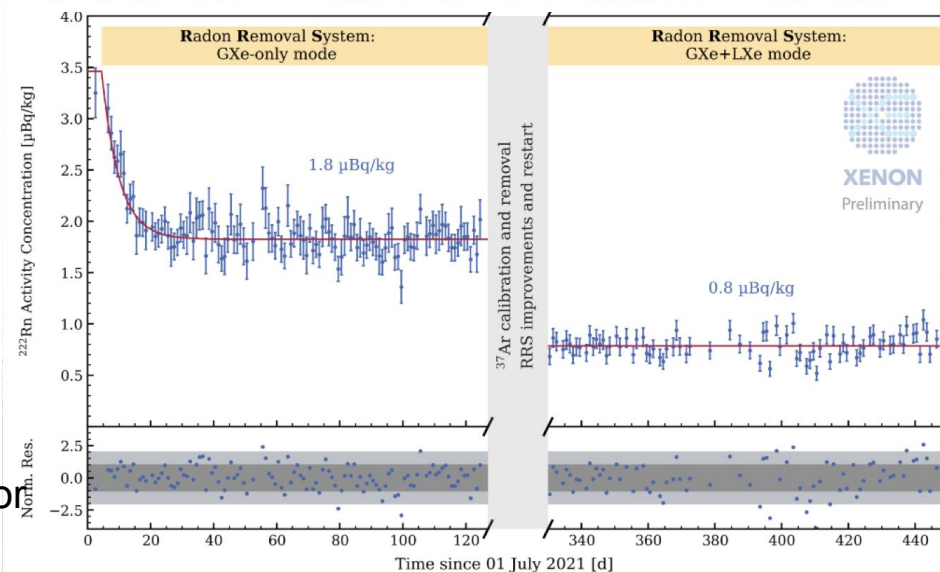 Radon Removal System:
GXe-only mode
Radon Removal System:
GXe+LXe mode
4.0
3.5
3.0
2.5
2.0
1.5
1.0
0.5
²²²Rn Activity Concentration [µBq/kg]
1.8 µBq/kg
³⁷Ar calibration and removal
RRS improvements and restart
0.8 µBq/kg
XENON
Preliminary
Norm. Res.
2.5
0.0
−2.5
or
0
20
40
60
80
100
120
340
360
380
400
420
440
Time since 01 July 2021 [d]